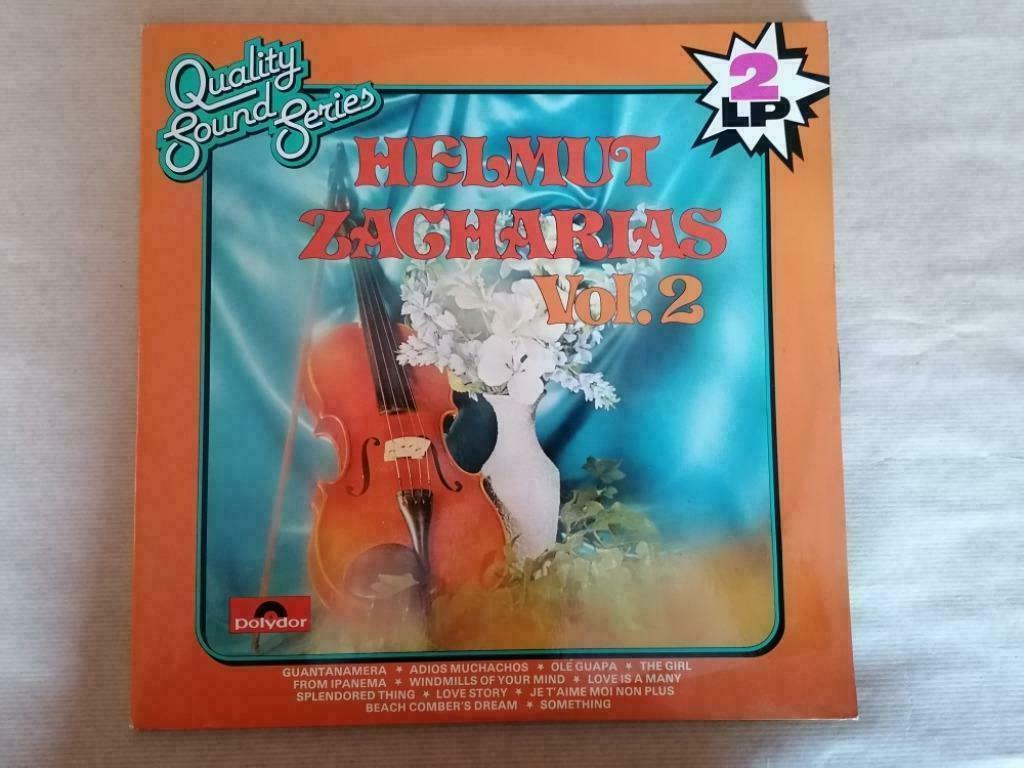 Quality
Sound Series
2
LP
HELMUT
ZACHARIAS
Vol. 2
polydor
GUANTANAMERA * ADIOS MUCHACHOS * OLÉ GUAPA * THE GIRL
FROM IPANEMA * WINDMILLS OF YOUR MIND * LOVE IS A MANY
SPLENDORED THING * LOVE STORY * JE T'AIME MOI NON PLUS
BEACH COMBER'S DREAM * SOMETHING